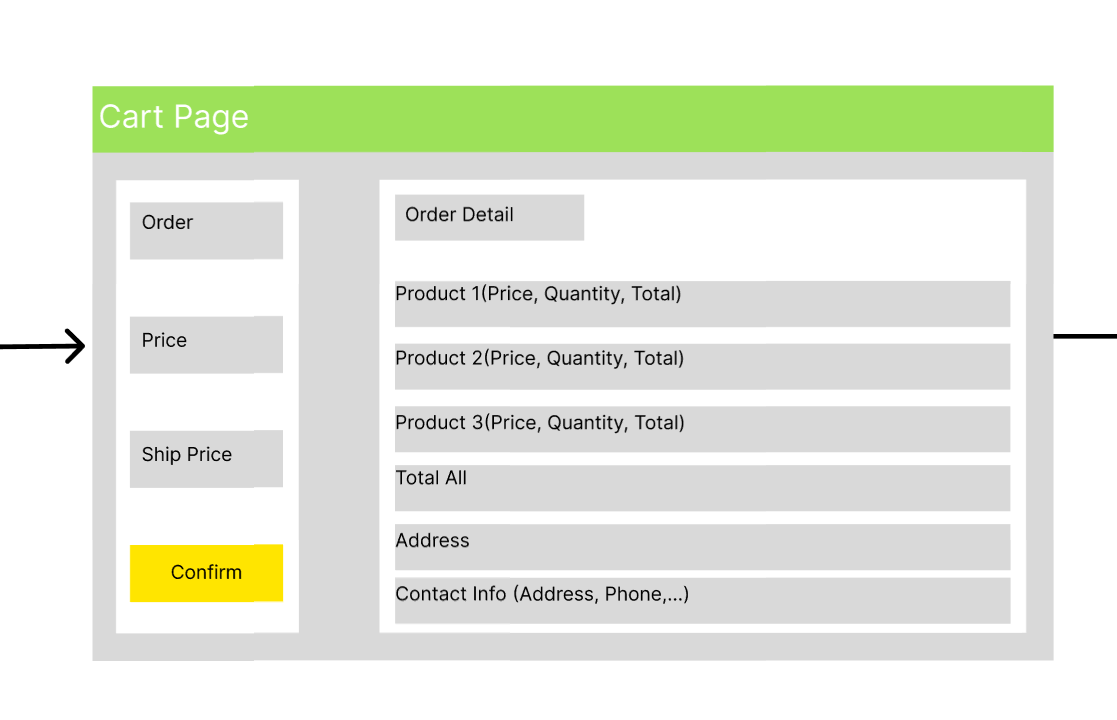 Cart Page
Order
Price
Ship Price
Confirm
Order Detail
Product 1(Price, Quantity, Total)
Product 2(Price, Quantity, Total)
Product 3(Price, Quantity, Total)
Total All
Address
Contact Info (Address, Phone,...)